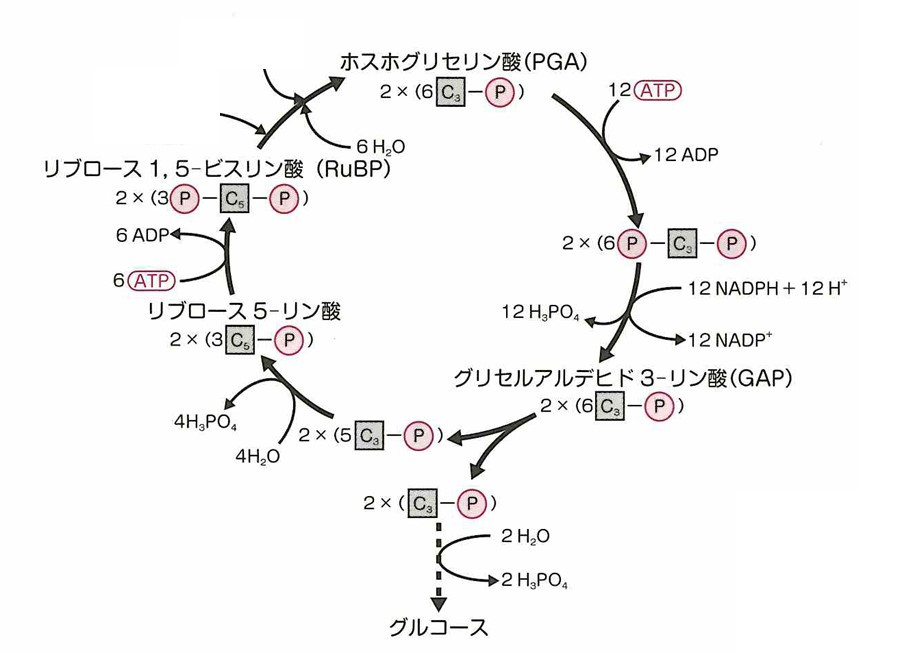 ホスホグリセリン酸(PGA)
2×(6 C₃－P)
12 ATP
12 ADP
6 H₂O
リブロース 1, 5－ビスリン酸 (RuBP)
2×(3 P－C₅－P)
6 ADP
6 ATP
2×(6 P－C₃－P)
12 NADPH＋12 H⁺
12 H₃PO₄
12 NADP⁺
リブロース 5－リン酸
2×(3 C₅－P)
グリセルアルデヒド 3－リン酸(GAP)
2×(6 C₃－P)
4H₃PO₄
4H₂O
2×(5 C₃－P)
2×(C₃－P)
2 H₂O
2 H₃PO₄
グルコース